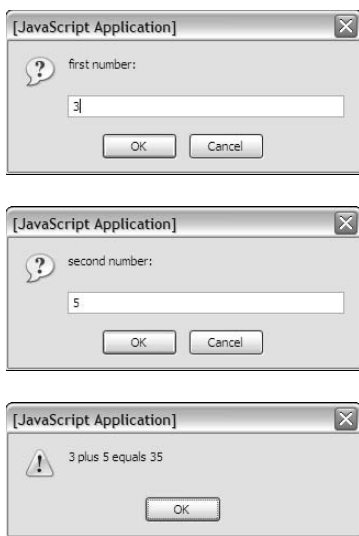 [JavaScript Application]
first number:
3
OK Cancel
[JavaScript Application]
second number:
5
OK Cancel
[JavaScript Application]
3 plus 5 equals 35
OK